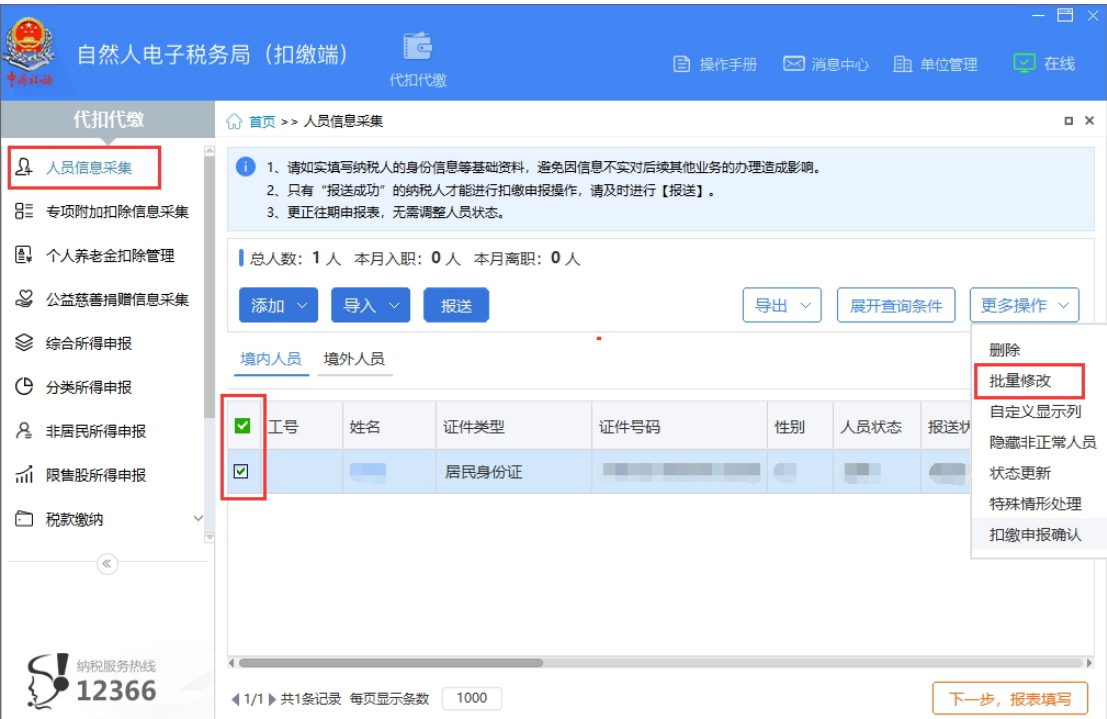 自然人电子税务局（扣缴端）
代扣代缴
操作手册 消息中心 单位管理 在线
代扣代缴
首页 >> 人员信息采集
人员信息采集
专项附加扣除信息采集
个人养老金扣除管理
公益慈善捐赠信息采集
综合所得申报
分类所得申报
非居民所得申报
限售股所得申报
税款缴纳
纳税服务热线
12366
1、请如实填写纳税人的身份信息等基础资料，避免因信息不实对后续其他业务的办理造成影响。
2、只有“报送成功”的纳税人才能进行扣缴申报操作，请及时进行【报送】。
3、更正往期申报表，无需调整人员状态。
总人数：1 人 本月入职：0 人 本月离职：0 人
添加 导入 报送 导出 展开查询条件 更多操作
删除
批量修改
自定义显示列
隐藏非正常人员
状态更新
特殊情形处理
扣缴申报确认
境内人员 境外人员
工号 姓名 证件类型 证件号码 性别 人员状态 报送
居民身份证
1/1 共1条记录 每页显示条数 1000
下一步，报表填写